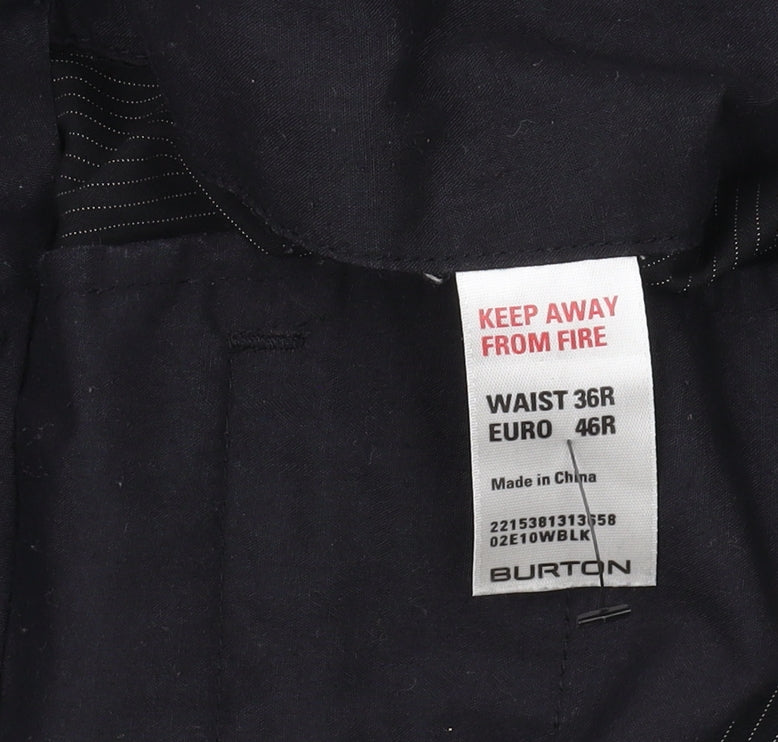 KEEP AWAY
FROM FIRE
WAIST 36R
EURO 46R
Made in China
2215381313658
02E10WBLK
BURTON